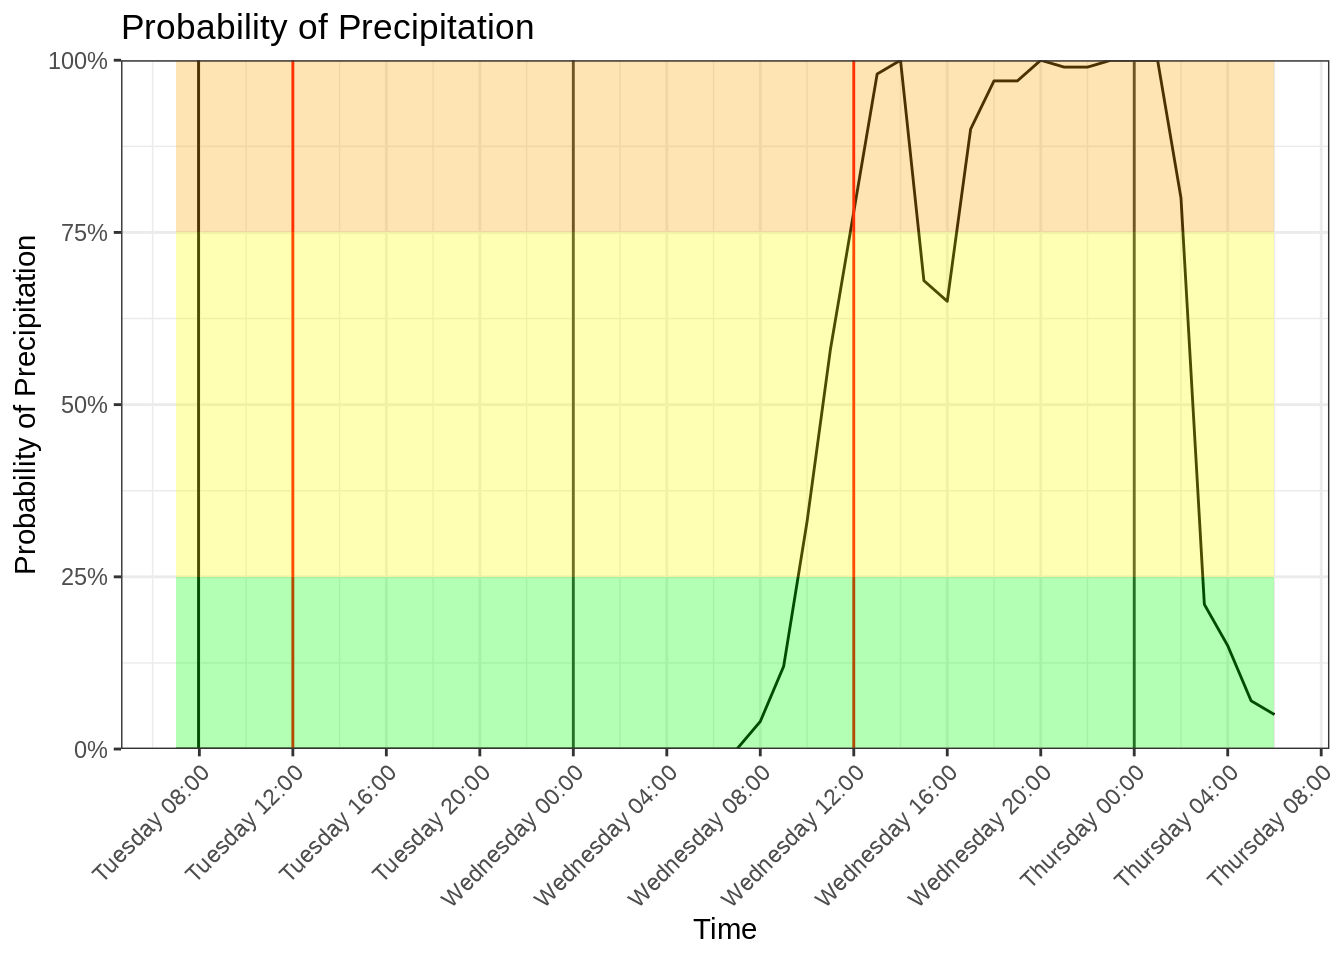 Probability of Precipitation
Probability of Precipitation
100%
75%
50%
25%
0%
Tuesday 08:00
Tuesday 12:00
Tuesday 16:00
Tuesday 20:00
Wednesday 00:00
Wednesday 04:00
Wednesday 08:00
Wednesday 12:00
Wednesday 16:00
Wednesday 20:00
Thursday 00:00
Thursday 04:00
Thursday 08:00
Time